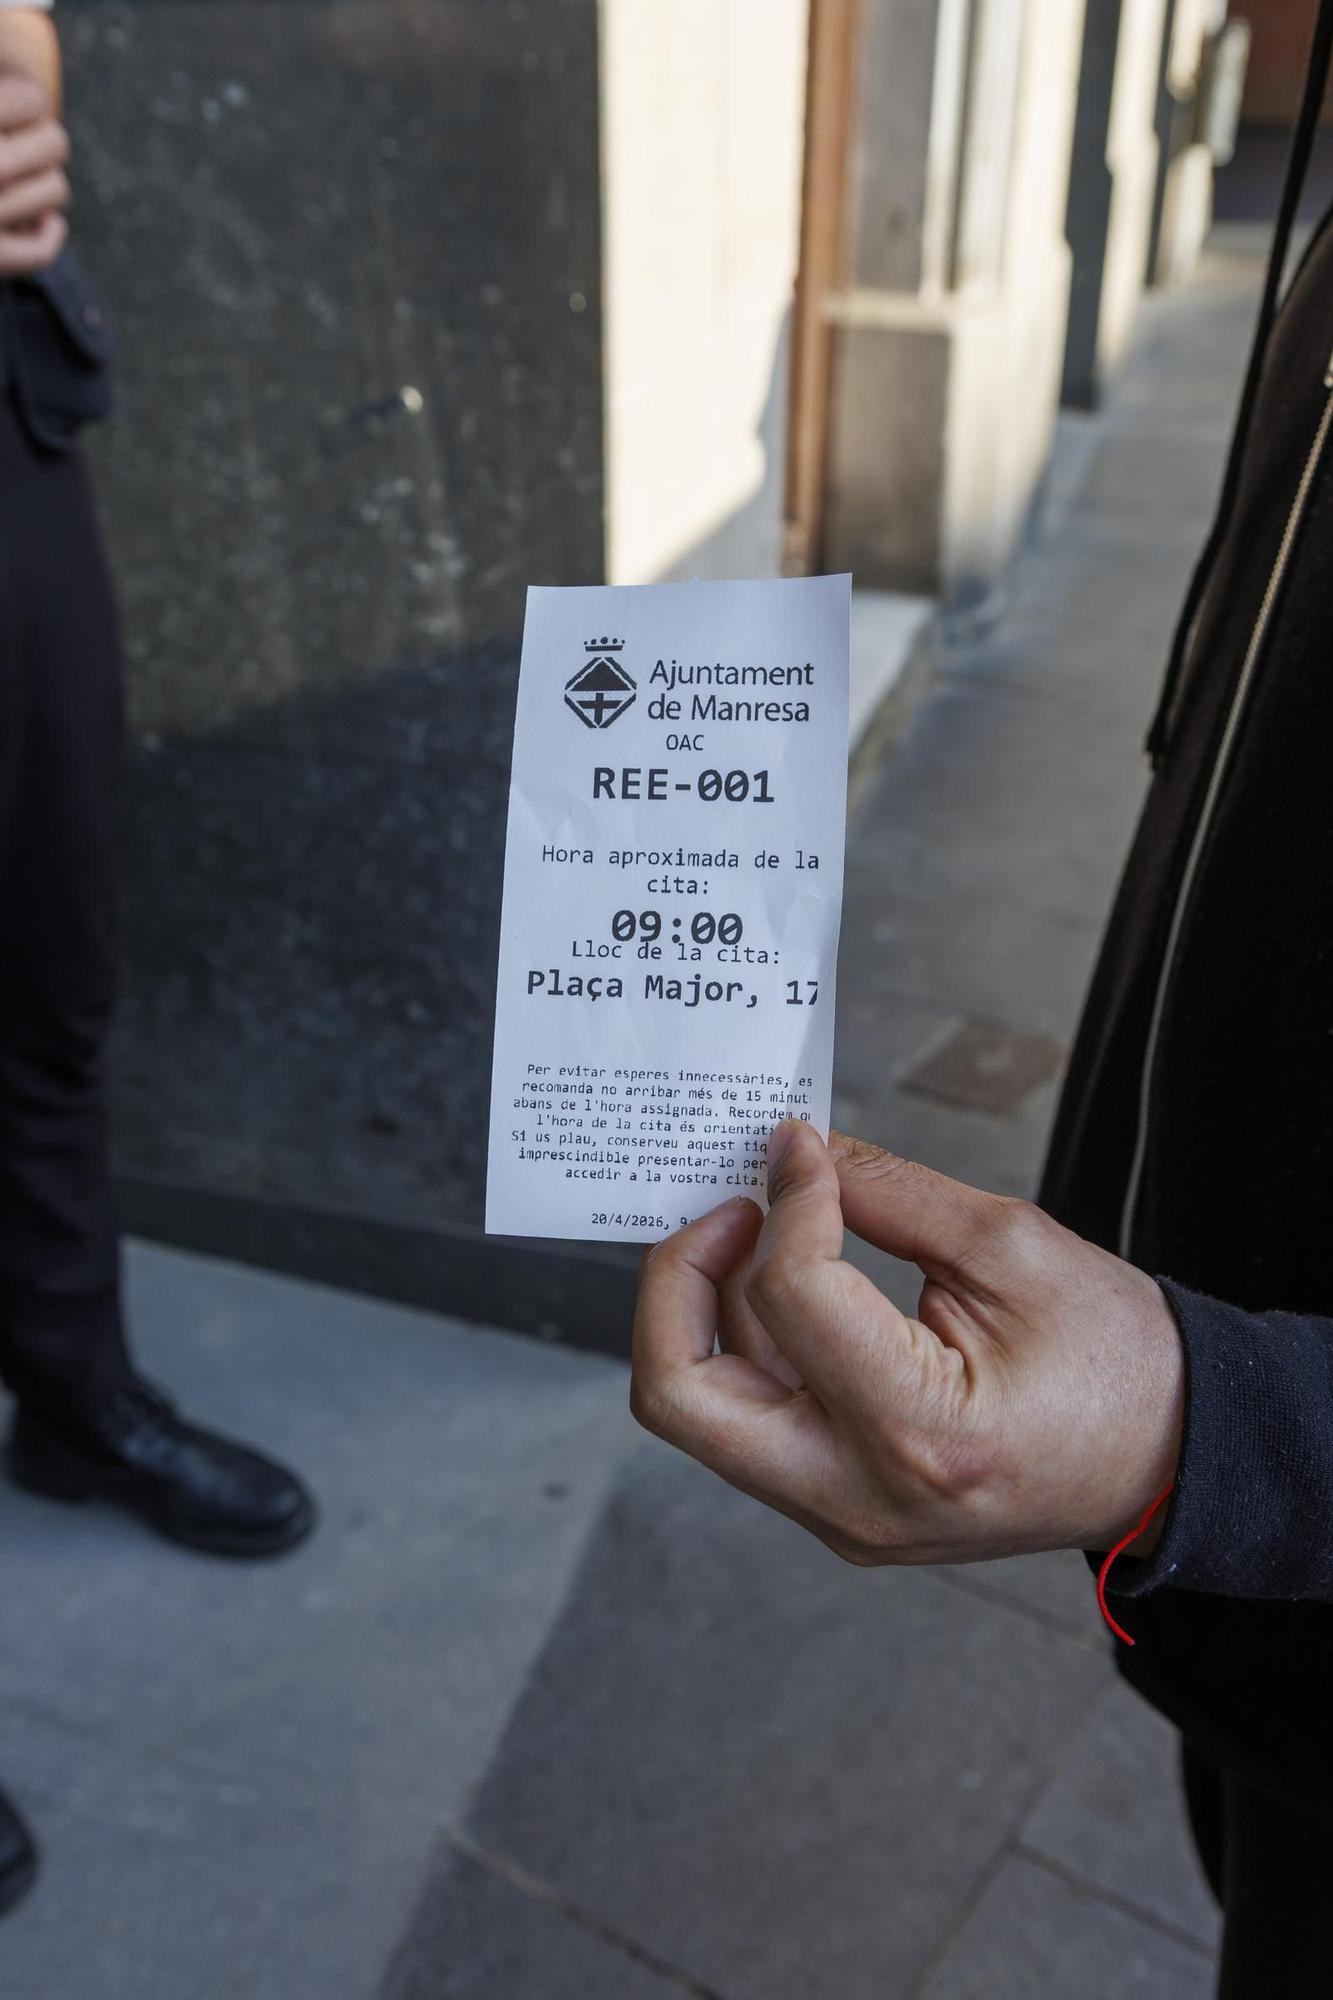 Ajuntament
de Manresa
OAC
REE-001
Hora aproximada de la
cita:
09:00
Lloc de la cita:
Plaça Major, 17
Per evitar esperes innecessàries, es
recomana no arribar més de 15
abans de l'hora assignada. Recordem
l'hora de la cita és
Si us plau, conserveu aquest
imprescindible presentar-lo per
accedir a la vostra cita.
20/4/2026,